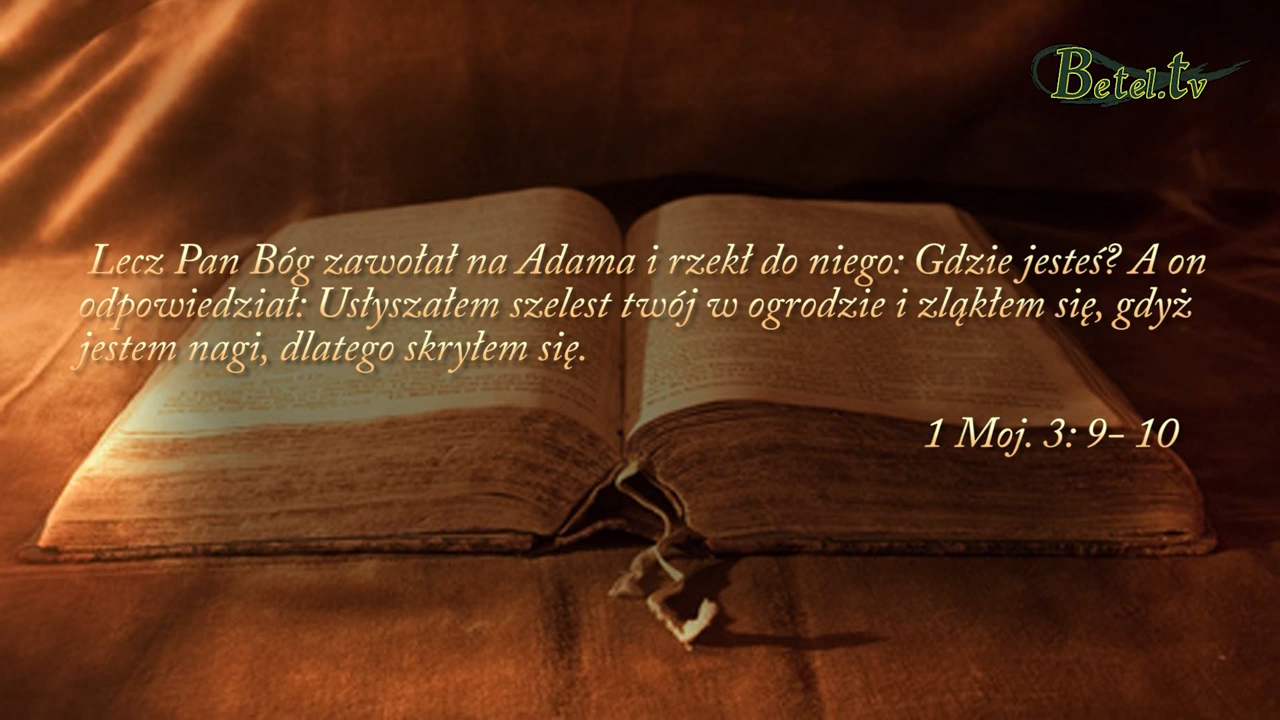 Betel.tv
Lecz Pan Bóg zawołał na Adama i rzekł do niego: Gdzie jesteś? A on
odpowiedział: Usłyszałem szelest twój w ogrodzie i zląkłem się, gdyż
jestem nagi, dlatego skryłem się.
1 Moj. 3: 9- 10